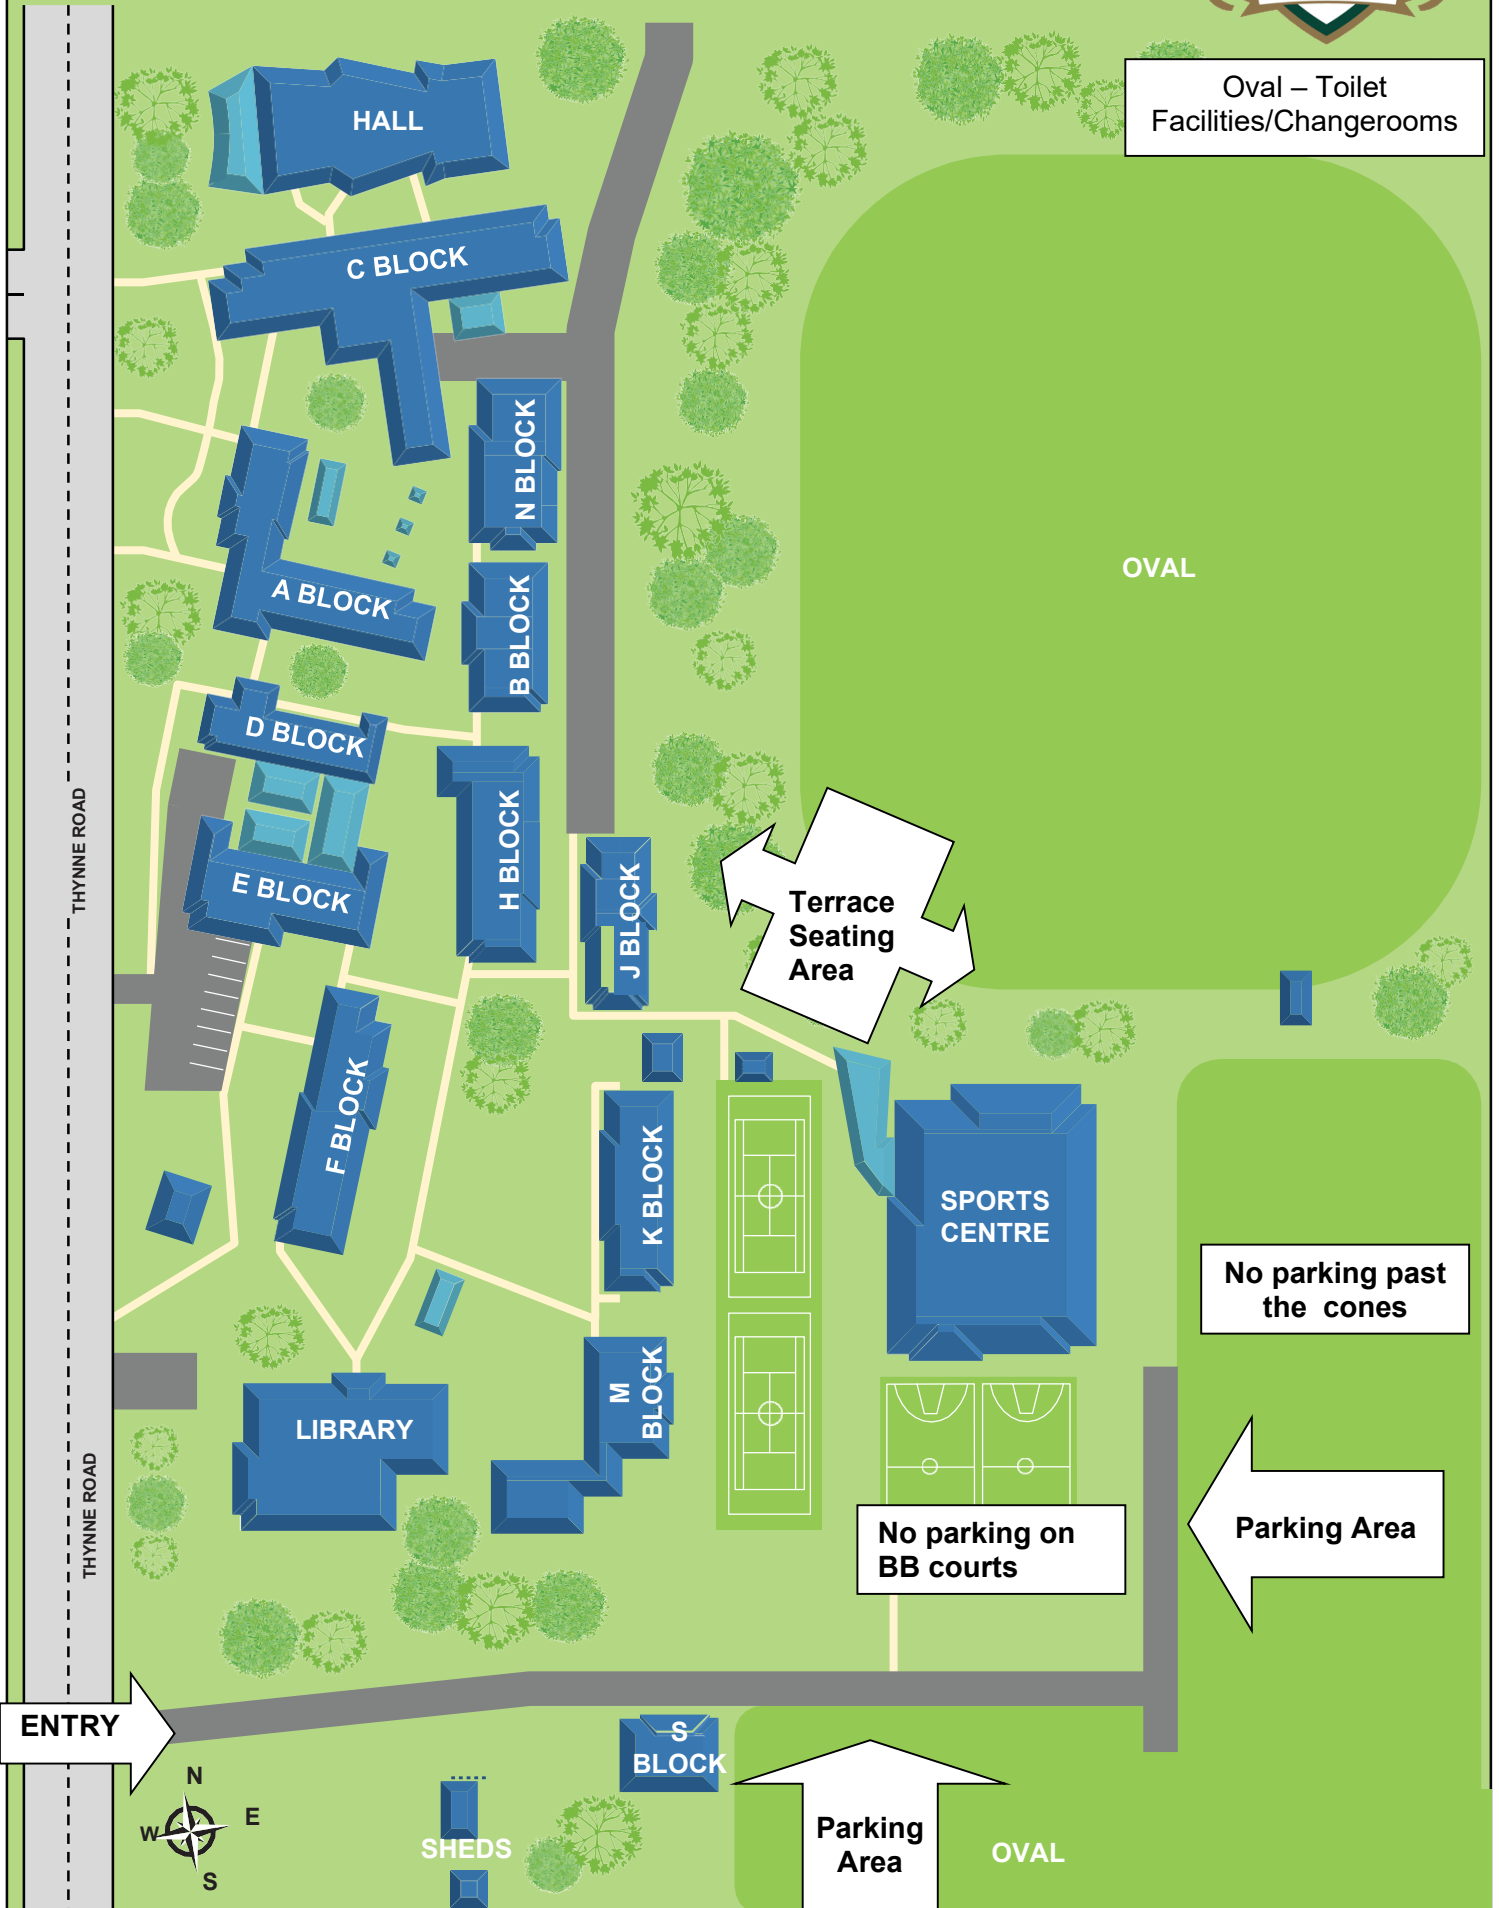 Oval – Toilet
Facilities/Changerooms
HALL
C BLOCK
N BLOCK
OVAL
A BLOCK
B BLOCK
D BLOCK
THYNNE ROAD
H BLOCK
E BLOCK
J BLOCK
Terrace
Seating
Area
F BLOCK
K BLOCK
SPORTS
CENTRE
No parking past
the cones
M
BLOCK
LIBRARY
THYNNE ROAD
No parking on
BB courts
Parking Area
ENTRY
S
BLOCK
N
E
W
S
SHEDS
Parking
Area
OVAL